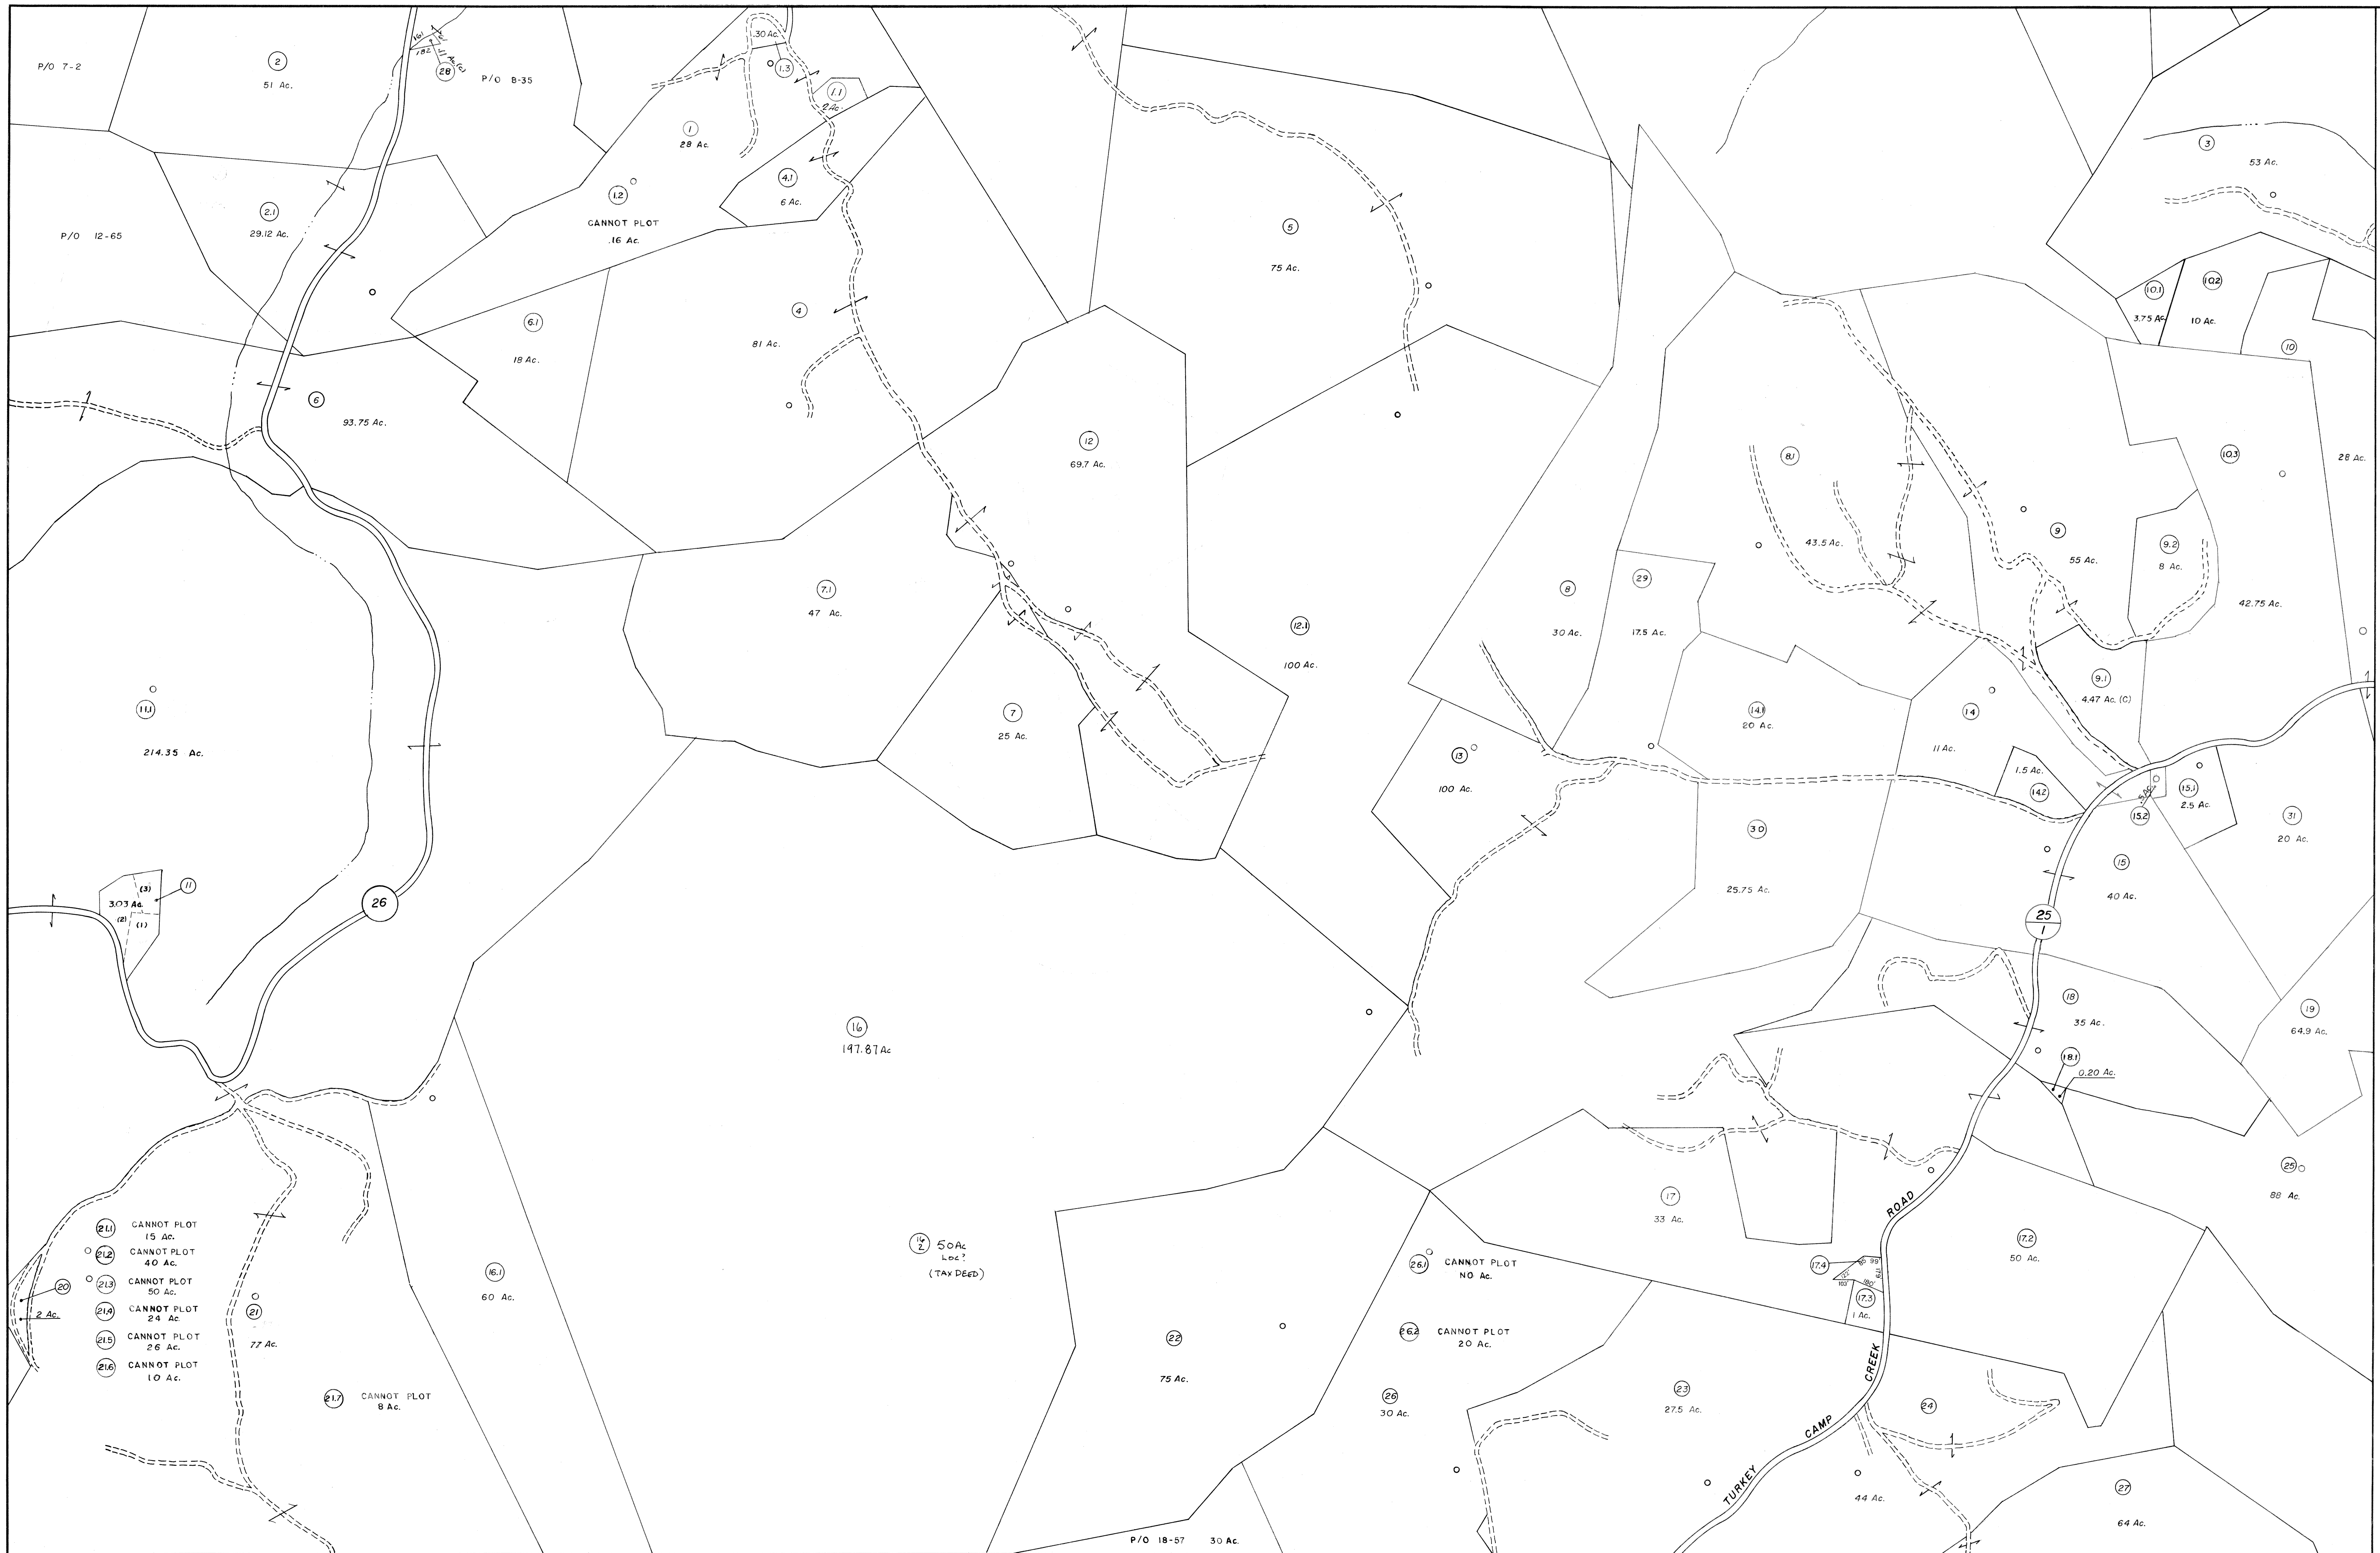 P/O 7-2
2
51 Ac.
161
182
28
P/O 8-35
.30 Ac.
1.3
1.1
2 Ac.
1
28 Ac.
4.1
6 Ac.
1.2
CANNOT PLOT
.16 Ac.
3
53 Ac.
P/O 12-65
2.1
29.12 Ac.
5
75 Ac.
10.1
3.75 Ac.
10.2
10 Ac.
10
28 Ac.
6.1
18 Ac.
4
81 Ac.
6
93.75 Ac.
12
69.7 Ac.
8.1
43.5 Ac.
10.3
42.75 Ac.
9
55 Ac.
9.2
8 Ac.
7.1
47 Ac.
8
30 Ac.
29
17.5 Ac.
12.1
100 Ac.
9.1
4.47 Ac. (C)
11.1
214.35 Ac.
7
25 Ac.
14.1
20 Ac.
14
11 Ac.
13
100 Ac.
1.5 Ac.
14.2
.5 Ac.
15.2
15.1
2.5 Ac.
31
20 Ac.
30
25.75 Ac.
15
40 Ac.
11
3.03 Ac.
(3)
(2)
(1)
26
25
1
16
197.87 Ac
18
35 Ac.
19
64.9 Ac.
18.1
0.20 Ac.
25
88 Ac.
17
33 Ac.
17.2
50 Ac.
ROAD
21.1 CANNOT PLOT
15 Ac.
21.2 CANNOT PLOT
40 Ac.
21.3 CANNOT PLOT
50 Ac.
21.4 CANNOT PLOT
24 Ac.
21.5 CANNOT PLOT
26 Ac.
21.6 CANNOT PLOT
10 Ac.
20
2 Ac.
21
77 Ac.
21.7 CANNOT PLOT
8 Ac.
16.1
60 Ac.
16
2
50 Ac
LOC?
(TAX DEED)
26.1 CANNOT PLOT
NO Ac.
26.2 CANNOT PLOT
20 Ac.
26
30 Ac.
22
75 Ac.
17.4
99
179
180'
103'
17.3
1 Ac.
CREEK
23
27.5 Ac.
24
44 Ac.
CAMP
TURKEY
27
64 Ac.
P/O 18-57 30 Ac.